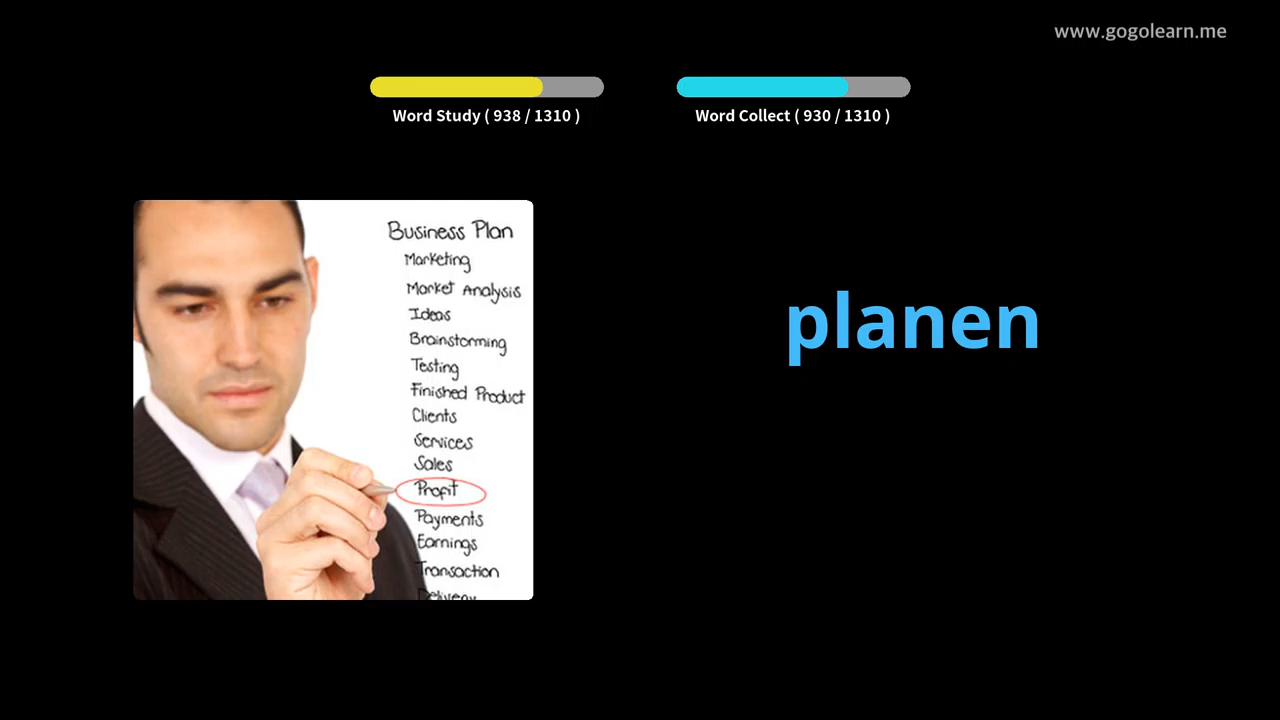 www.gogolearn.me
Word Study ( 938 / 1310 )
Word Collect ( 930 / 1310 )
Business Plan
Marketing
Market Analysis
Ideas
Brainstorming
Testing
Finished Product
Clients
Services
Sales
Profit
Payments
Earnings
Transaction
Delivery
planen